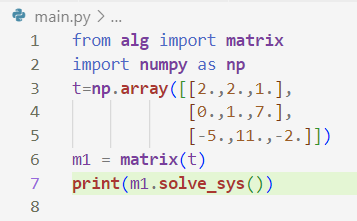 main.py > ...
1 from alg import matrix
2 import numpy as np
3 t=np.array([[2.,2.,1.],
4 [0.,1.,7.],
5 [-5.,11.,-2.]])
6 m1 = matrix(t)
7 print(m1.solve_sys())
8